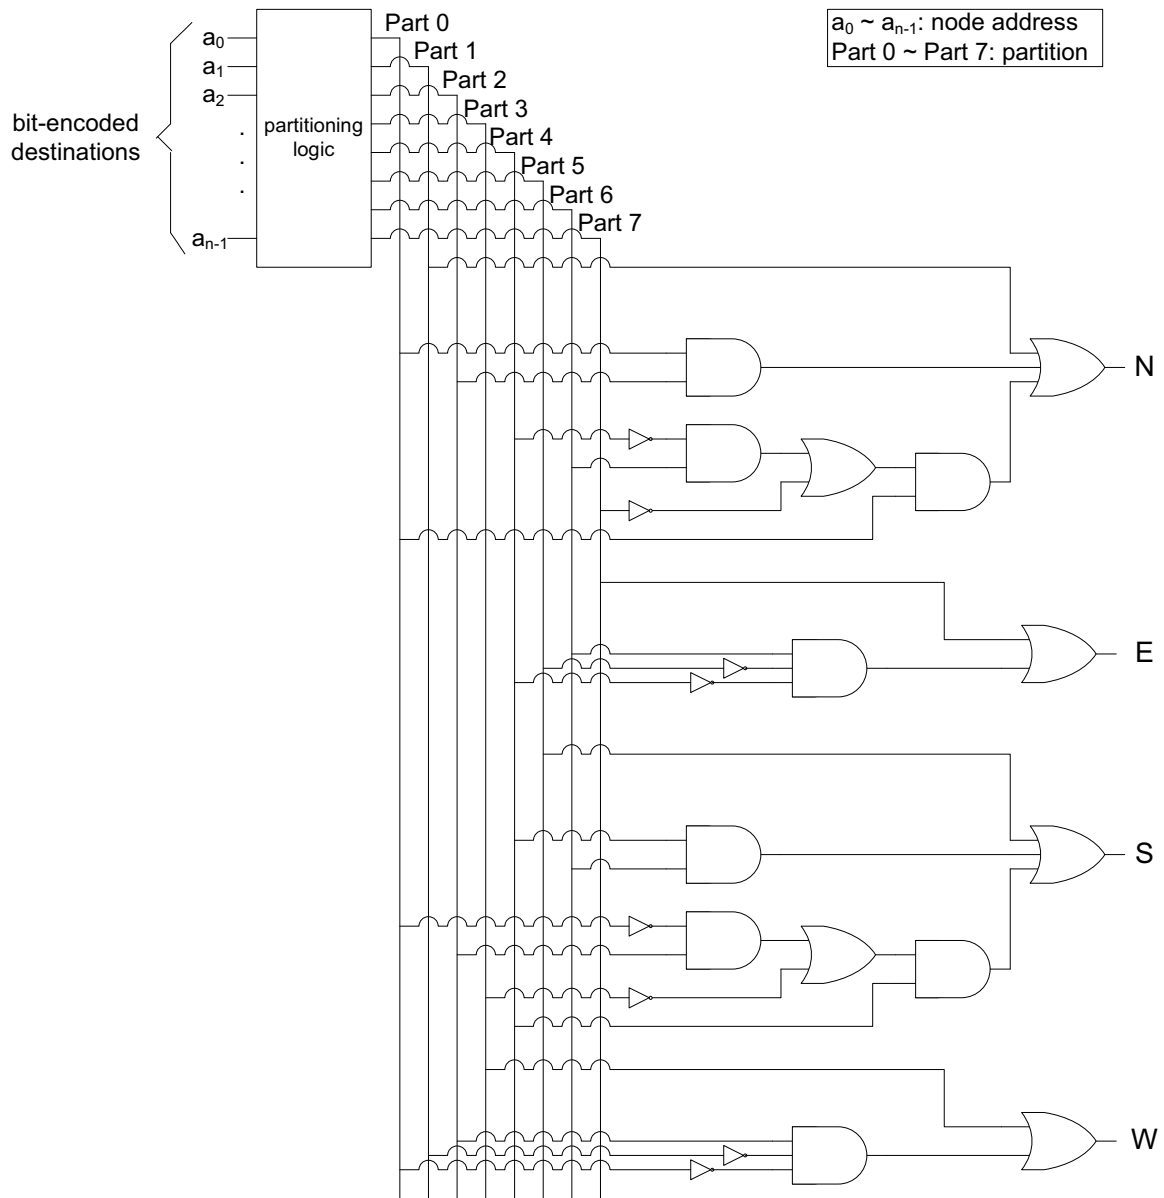 Part 0
a0 ~ an-1: node address
Part 0 ~ Part 7: partition
a0
Part 1
a1
Part 2
a2
Part 3
bit-encoded
destinations
.
.
.
partitioning
logic
Part 4
Part 5
Part 6
Part 7
an-1
N
E
S
W